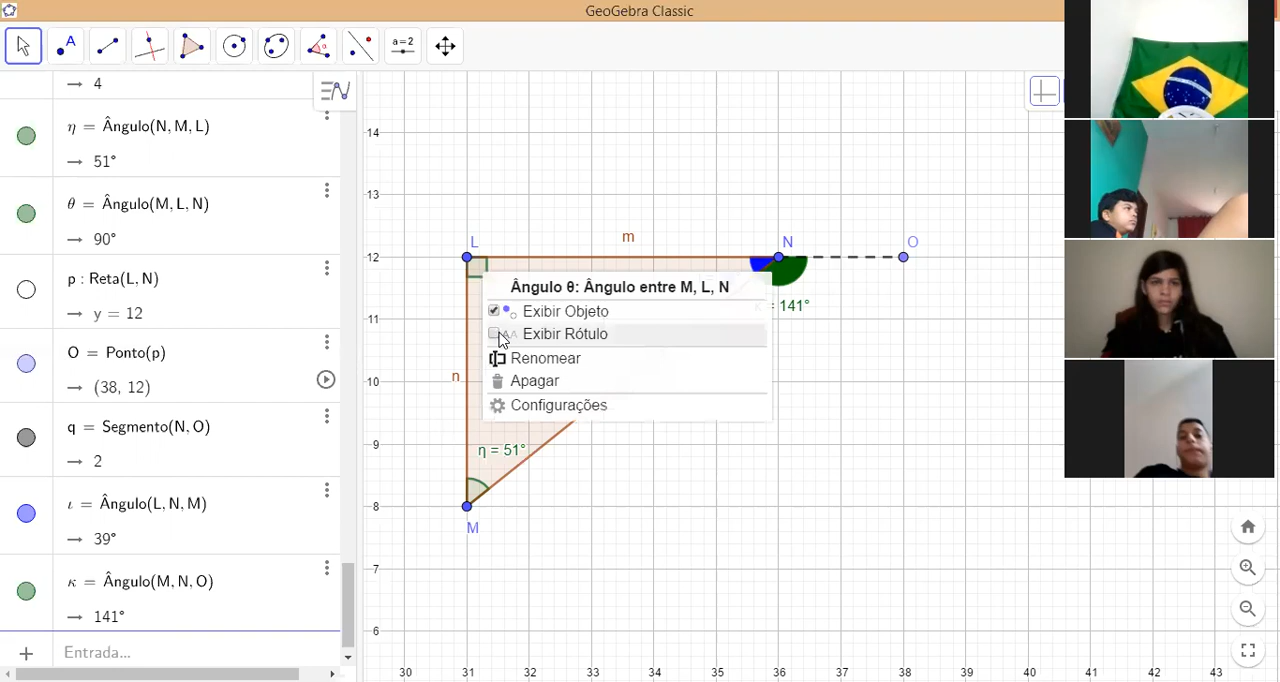 GeoGebra Classic
A
a=2
→ 4
η = Ângulo(N, M, L)
→ 51°
θ = Ângulo(M, L, N)
→ 90°
p : Reta(L, N)
→ y = 12
O = Ponto(p)
→ (38, 12)
q = Segmento(N, O)
→ 2
ι = Ângulo(L, N, M)
→ 39°
κ = Ângulo(M, N, O)
→ 141°
+ Entrada...
14
13
12
11
10
9
8
7
6
L
m
N
O
n
M
η = 51°
= 141°
Ângulo θ: Ângulo entre M, L, N
Exibir Objeto
AA Exibir Rótulo
Renomear
Apagar
Configurações
30 31 32 33 34 35 36 37 38 39 40 41 42 43